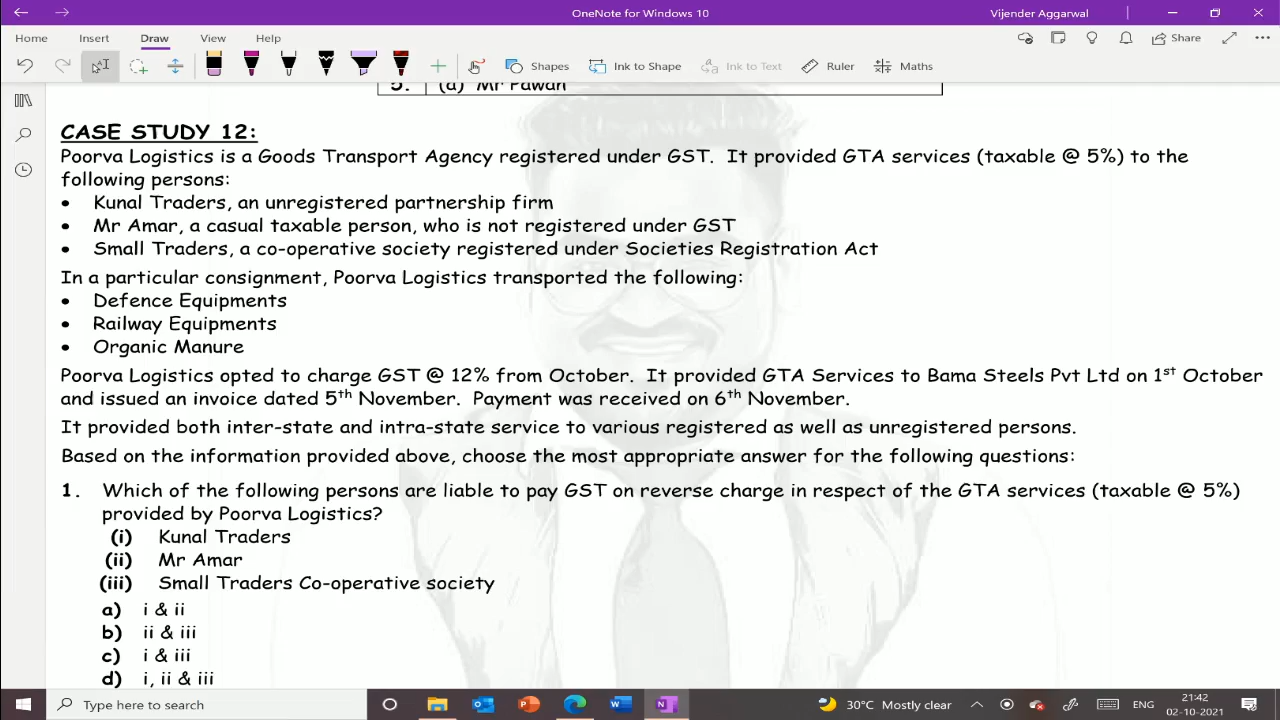 OneNote for Windows 10
Vijender Aggarwal
Home Insert Draw View Help
Share
Shapes Ink to Shape Ink to Text Ruler Maths
5. (a) Mr Pawan
CASE STUDY 12:
Poorva Logistics is a Goods Transport Agency registered under GST. It provided GTA services (taxable @ 5%) to the
following persons:
• Kunal Traders, an unregistered partnership firm
• Mr Amar, a casual taxable person, who is not registered under GST
• Small Traders, a co-operative society registered under Societies Registration Act
In a particular consignment, Poorva Logistics transported the following:
• Defence Equipments
• Railway Equipments
• Organic Manure
Poorva Logistics opted to charge GST @ 12% from October. It provided GTA Services to Bama Steels Pvt Ltd on 1st October
and issued an invoice dated 5th November. Payment was received on 6th November.
It provided both inter-state and intra-state service to various registered as well as unregistered persons.
Based on the information provided above, choose the most appropriate answer for the following questions:
1. Which of the following persons are liable to pay GST on reverse charge in respect of the GTA services (taxable @ 5%)
provided by Poorva Logistics?
(i) Kunal Traders
(ii) Mr Amar
(iii) Small Traders Co-operative society
a) i & ii
b) ii & iii
c) i & iii
d) i, ii & iii
Type here to search
30°C Mostly clear
ENG
21:42
02-10-2021